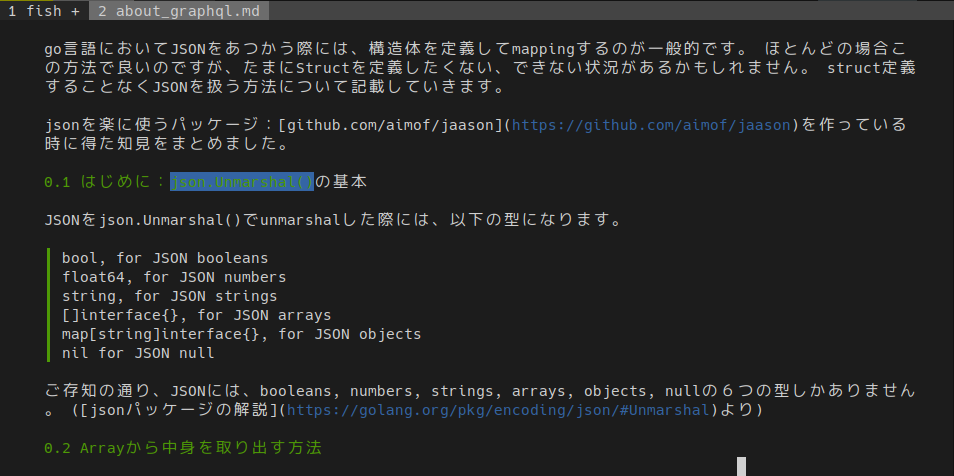 1 fish + 2 about_graphql.md
go言語においてJSONをあつかう際には、構造体を定義してmappingするのが一般的です。 ほとんどの場合こ
の方法で良いのですが、たまにStructを定義したくない、できない状況があるかもしれません。 struct定義
することなくJSONを扱う方法について記載していきます。
jsonを楽に使うパッケージ：[github.com/aimof/jaason](https://github.com/aimof/jaason)を作っている
時に得た知見をまとめました。
0.1 はじめに：json.Unmarshal()の基本
JSONをjson.Unmarshal()でunmarshalした際には、以下の型になります。
bool, for JSON booleans
float64, for JSON numbers
string, for JSON strings
[]interface{}, for JSON arrays
map[string]interface{}, for JSON objects
nil for JSON null
ご存知の通り、JSONには、booleans, numbers, strings, arrays, objects, nullの６つの型しかありません
。 ([jsonパッケージの解説](https://golang.org/pkg/encoding/json/#Unmarshal)より)
0.2 Arrayから中身を取り出す方法